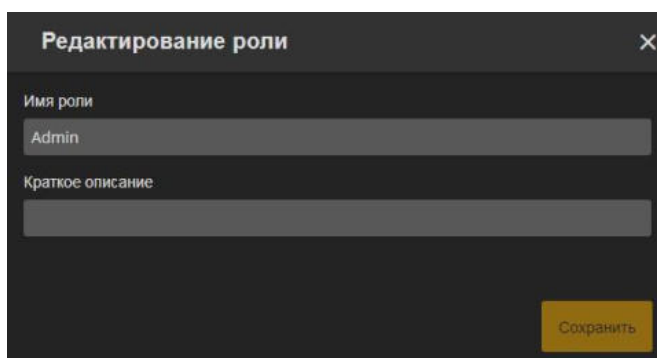 Редактирование роли
Имя роли
Admin
Краткое описание
Сохранить